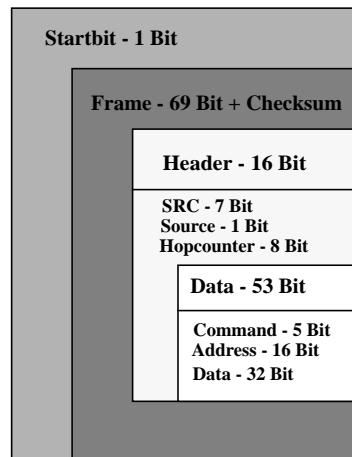 Startbit - 1 Bit
Frame - 69 Bit + Checksum
Header - 16 Bit
SRC - 7 Bit
Source - 1 Bit
Hopcounter - 8 Bit
Data - 53 Bit
Command - 5 Bit
Address - 16 Bit
Data - 32 Bit